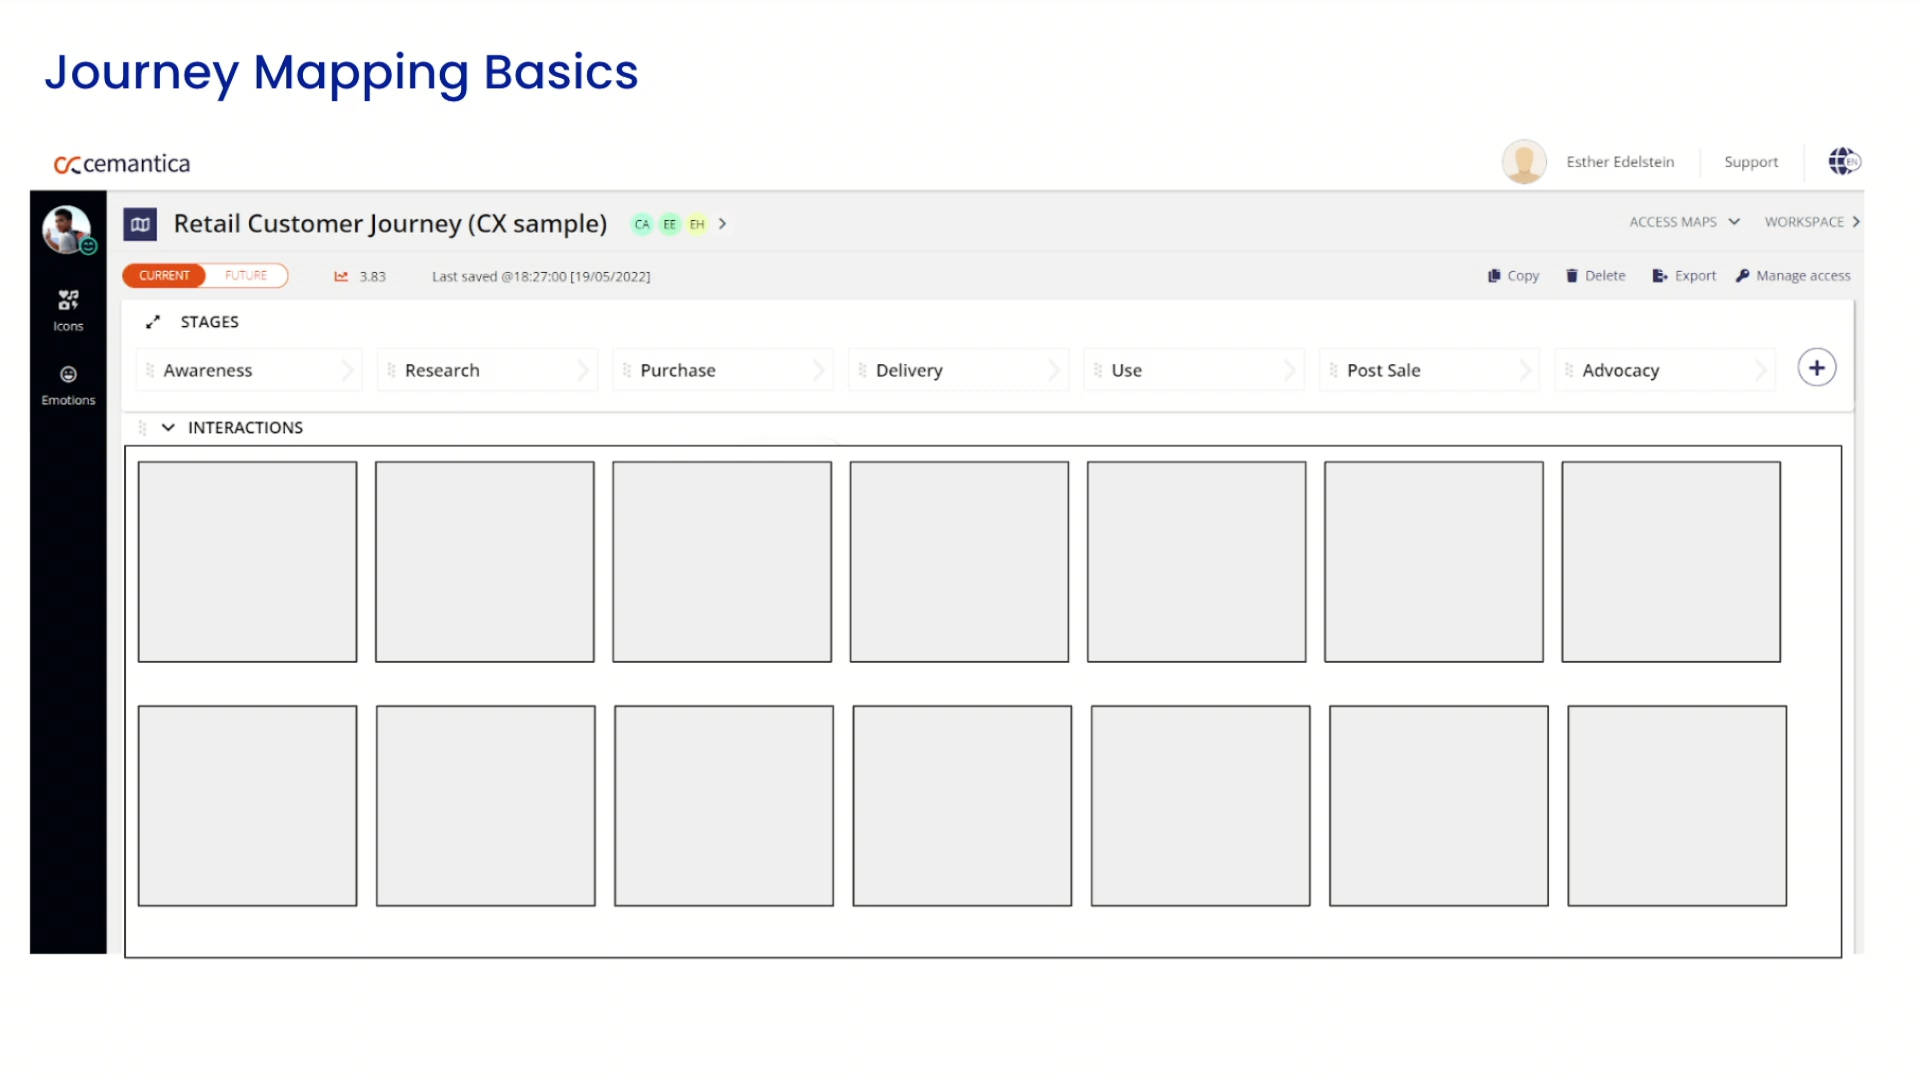 Journey Mapping Basics
cemantica
Esther Edelstein
Support
EN
Retail Customer Journey (CX sample)
CA EE EH
ACCESS MAPS
WORKSPACE
CURRENT
FUTURE
3.83
Last saved @18:27:00 [19/05/2022]
Copy
Delete
Export
Manage access
Icons
Emotions
STAGES
Awareness
Research
Purchase
Delivery
Use
Post Sale
Advocacy
INTERACTIONS